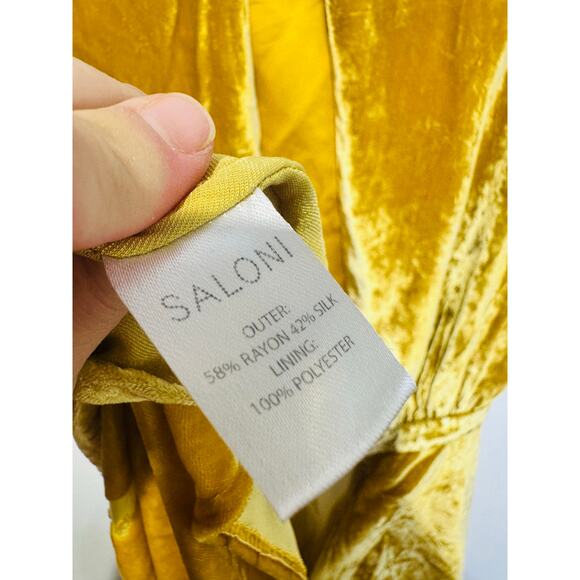 SALONI
OUTER:
58% RAYON 42% SILK
LINING:
100% POLYESTER